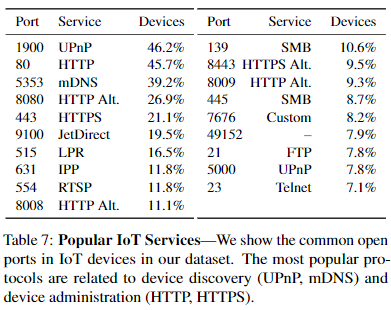 Port Service Devices Port Service Devices
1900 UPnP 46.2% 139 SMB 10.6%
80 HTTP 45.7% 8443 HTTPS Alt. 9.5%
5353 mDNS 39.2% 8009 HTTP Alt. 9.3%
8080 HTTP Alt. 26.9% 445 SMB 8.7%
443 HTTPS 21.1% 7676 Custom 8.2%
9100 JetDirect 19.5% 49152 – 7.9%
515 LPR 16.5% 21 FTP 7.8%
631 IPP 11.8% 5000 UPnP 7.8%
554 RTSP 11.8% 23 Telnet 7.1%
8008 HTTP Alt. 11.1%
Table 7: Popular IoT Services—We show the common open
ports in IoT devices in our dataset. The most popular pro-
tocols are related to device discovery (UPnP, mDNS) and
device administration (HTTP, HTTPS).